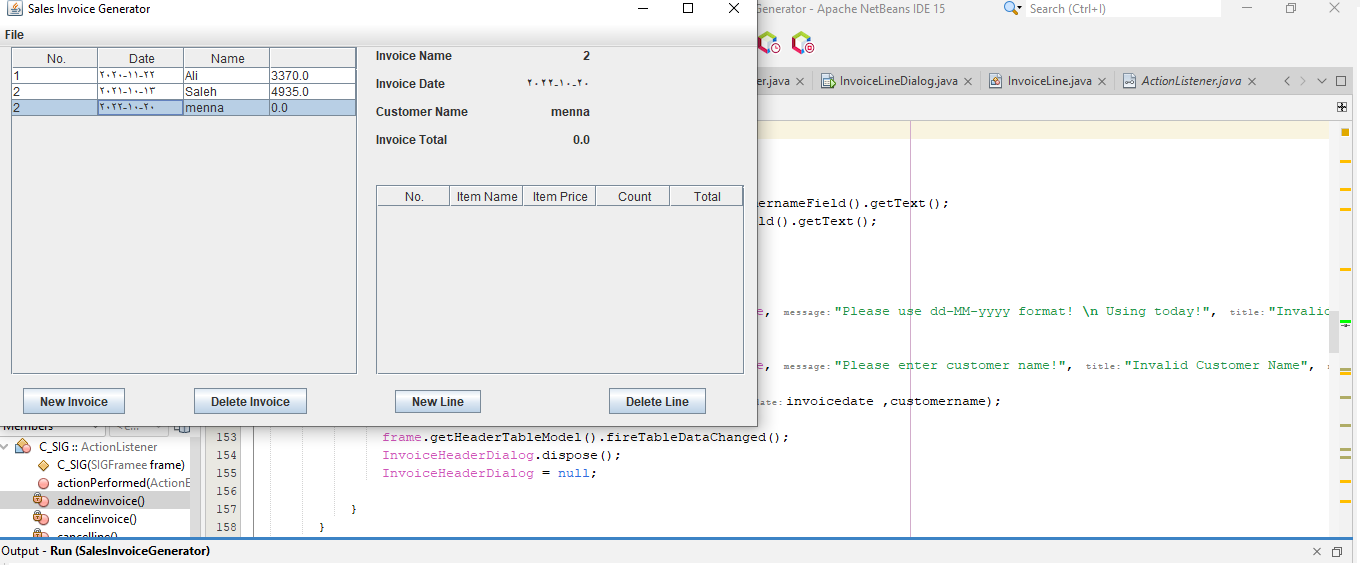 Sales Invoice Generator
Generator - Apache NetBeans IDE 15
Search (Ctrl+I)
File
No. Date Name
1 ٢٠٢٠-١١-٢٢ Ali 3370.0
2 ٢٠٢١-١٠-١٣ Saleh 4935.0
2 ٢٠٢٢-١٠-٢٠ menna 0.0
Invoice Name 2
Invoice Date ٢٠٢٢-١٠-٢٠
Customer Name menna
Invoice Total 0.0
No. Item Name Item Price Count Total
New Invoice Delete Invoice New Line Delete Line
er.java InvoiceLineDialog.java InvoiceLine.java ActionListener.java
ernameField().getText();
ld().getText();
e, message: "Please use dd-MM-yyyy format! \n Using today!", title: "Invalid
e, message: "Please enter customer name!", title: "Invalid Customer Name",
date: invoicedate ,customername);
Members <...
C_SIG :: ActionListener
C_SIG(SIGFramee frame)
actionPerformed(ActionE
addnewinvoice()
cancelinvoice()
cancelline()
153 frame.getHeaderTableModel().fireTableDataChanged();
154 InvoiceHeaderDialog.dispose();
155 InvoiceHeaderDialog = null;
156
157 }
158 }
Output - Run (SalesInvoiceGenerator)